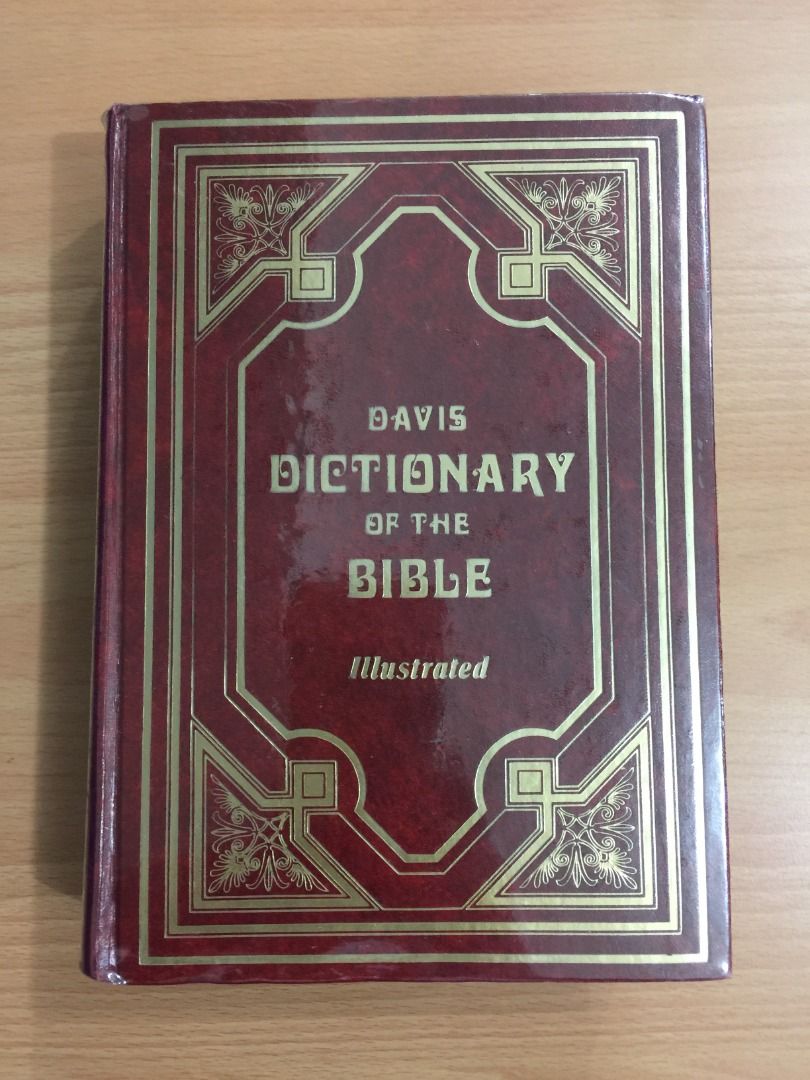 DAVIS
DICTIONARY
OF THE
BIBLE
Illustrated